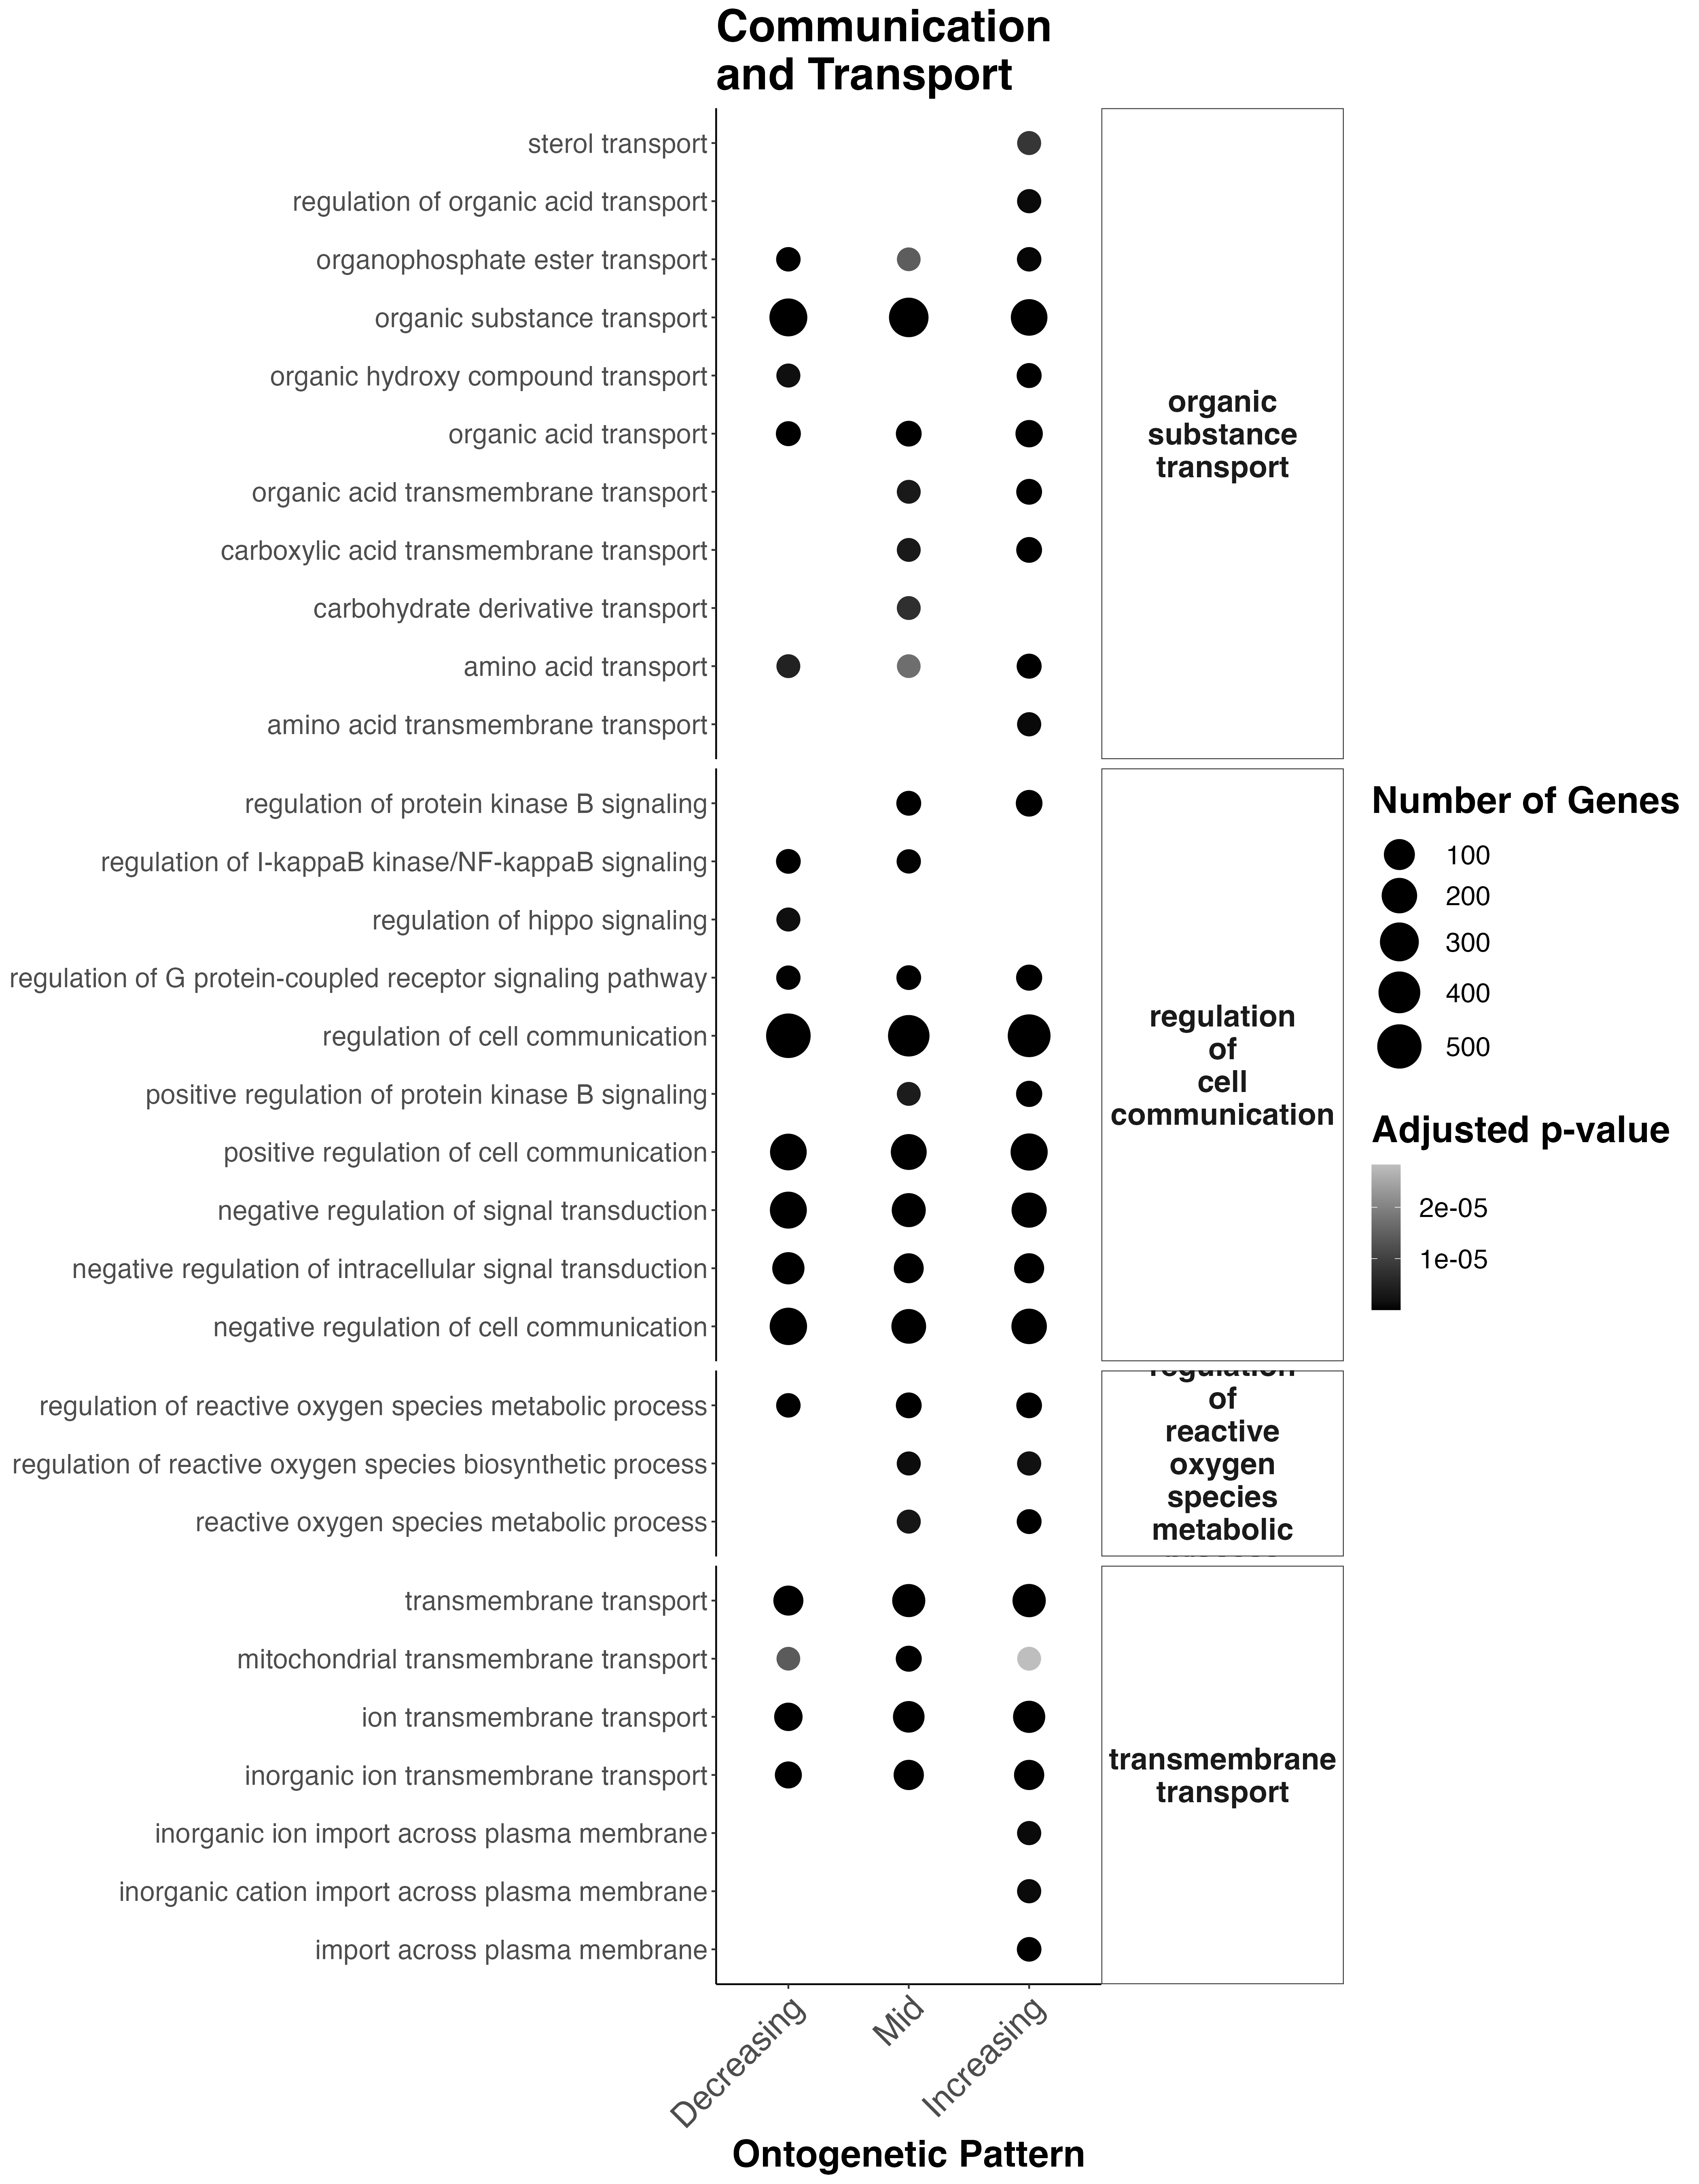 Communication
and Transport
sterol transport
regulation of organic acid transport
organophosphate ester transport
organic substance transport
organic hydroxy compound transport
organic acid transport
organic acid transmembrane transport
carboxylic acid transmembrane transport
carbohydrate derivative transport
amino acid transport
amino acid transmembrane transport
organic
substance
transport
regulation of protein kinase B signaling
regulation of I-kappaB kinase/NF-kappaB signaling
regulation of hippo signaling
regulation of G protein-coupled receptor signaling pathway
regulation of cell communication
positive regulation of protein kinase B signaling
positive regulation of cell communication
negative regulation of signal transduction
negative regulation of intracellular signal transduction
negative regulation of cell communication
regulation
of
cell
communication
regulation of reactive oxygen species metabolic process
regulation of reactive oxygen species biosynthetic process
reactive oxygen species metabolic process
regulation
of
reactive
oxygen
species
metabolic
transmembrane transport
mitochondrial transmembrane transport
ion transmembrane transport
inorganic ion transmembrane transport
inorganic ion import across plasma membrane
inorganic cation import across plasma membrane
import across plasma membrane
transmembrane
transport
Decreasing
Mid
Increasing
Ontogenetic Pattern
Number of Genes
100
200
300
400
500
Adjusted p-value
2e-05
1e-05